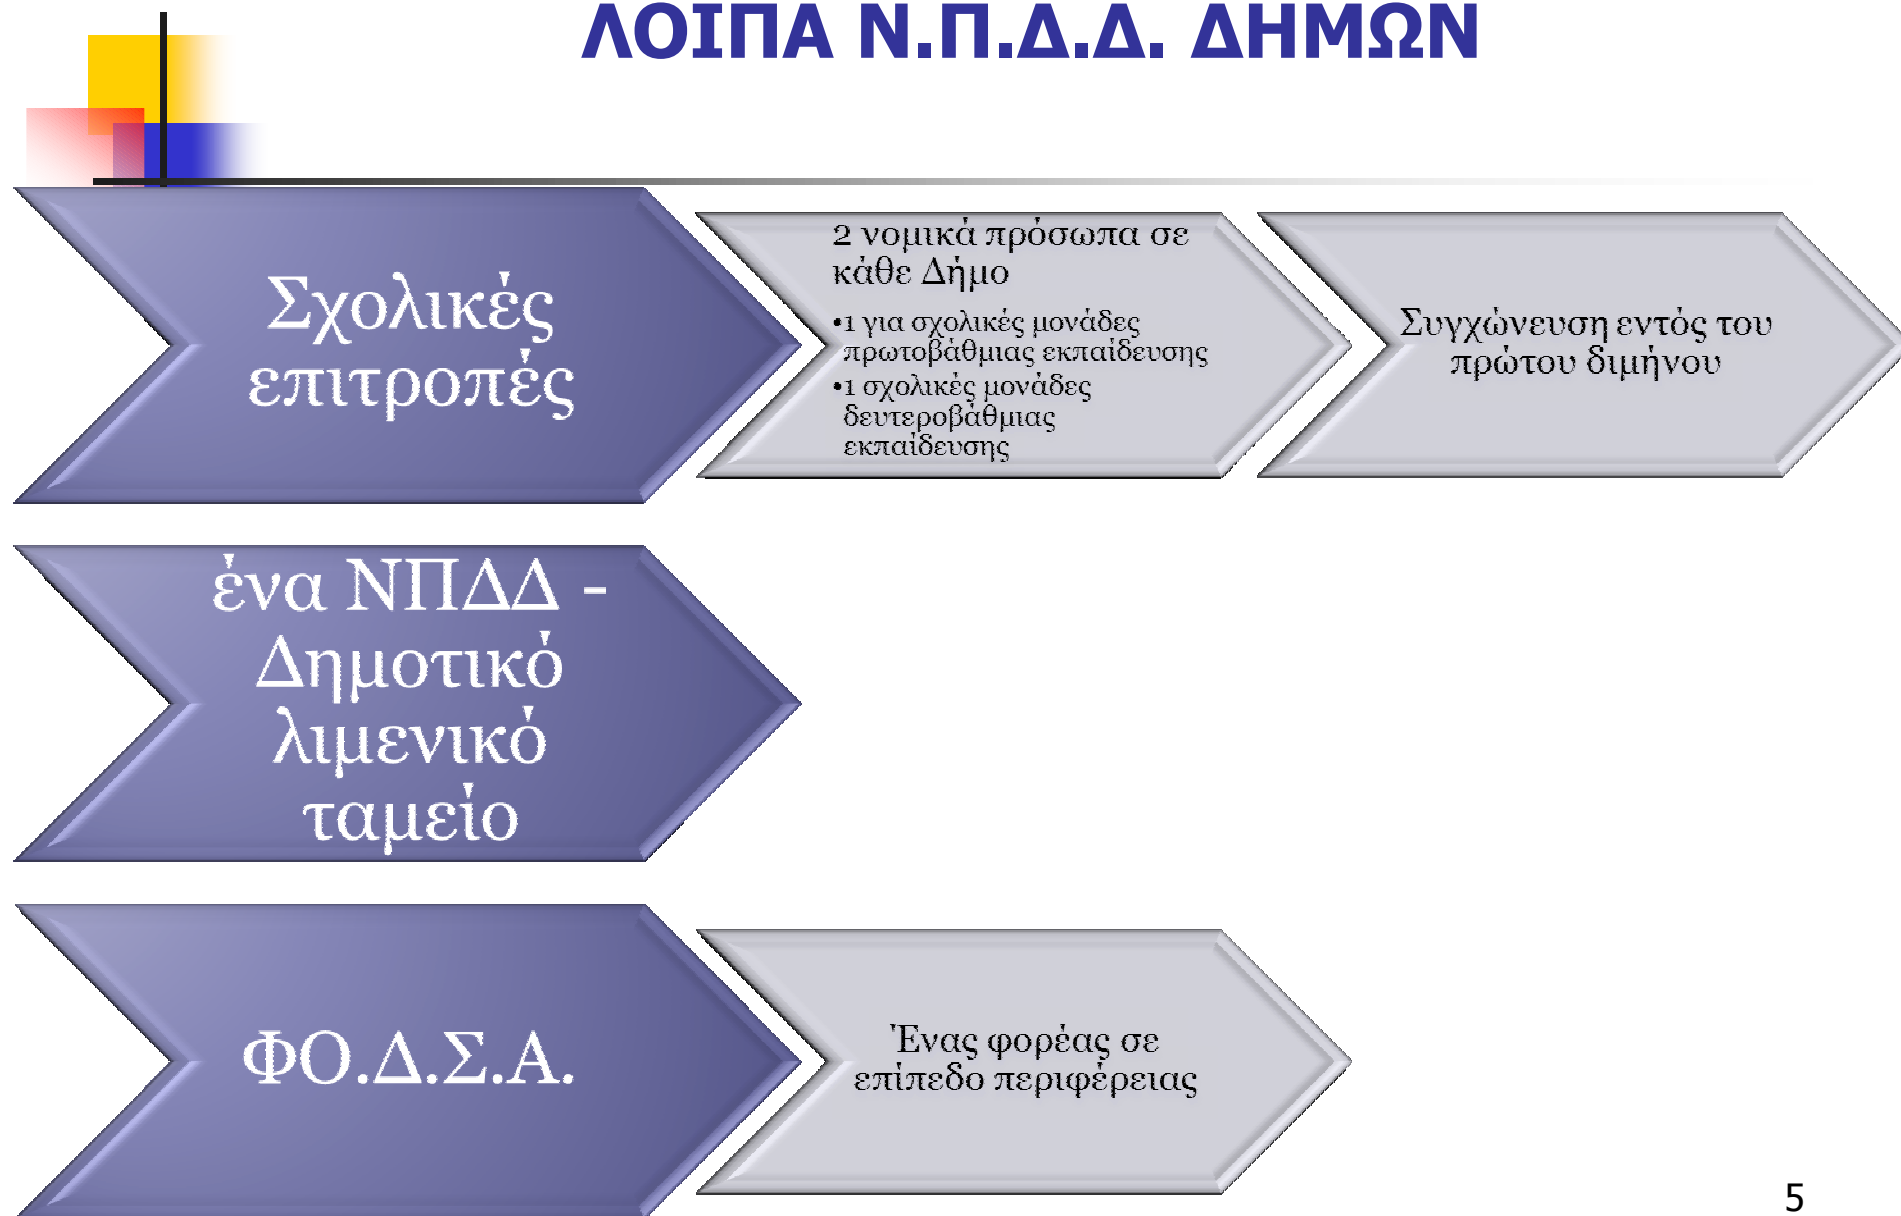 ΛΟΙΠΑ Ν.Π.Δ.Δ. ΔΗΜΩΝ
Σχολικές
επιτροπές
2 νομικά πρόσωπα σε
κάθε Δήμο
•1 για σχολικές μονάδες
πρωτοβάθμιας εκπαίδευσης
•1 σχολικές μονάδες
δευτεροβάθμιας
εκπαίδευσης
Συγχώνευση εντός του
πρώτου διμήνου
ένα ΝΠΔΔ -
Δημοτικό
λιμενικό
ταμείο
ΦΟ.Δ.Σ.Α.
Ένας φορέας σε
επίπεδο περιφέρειας
5